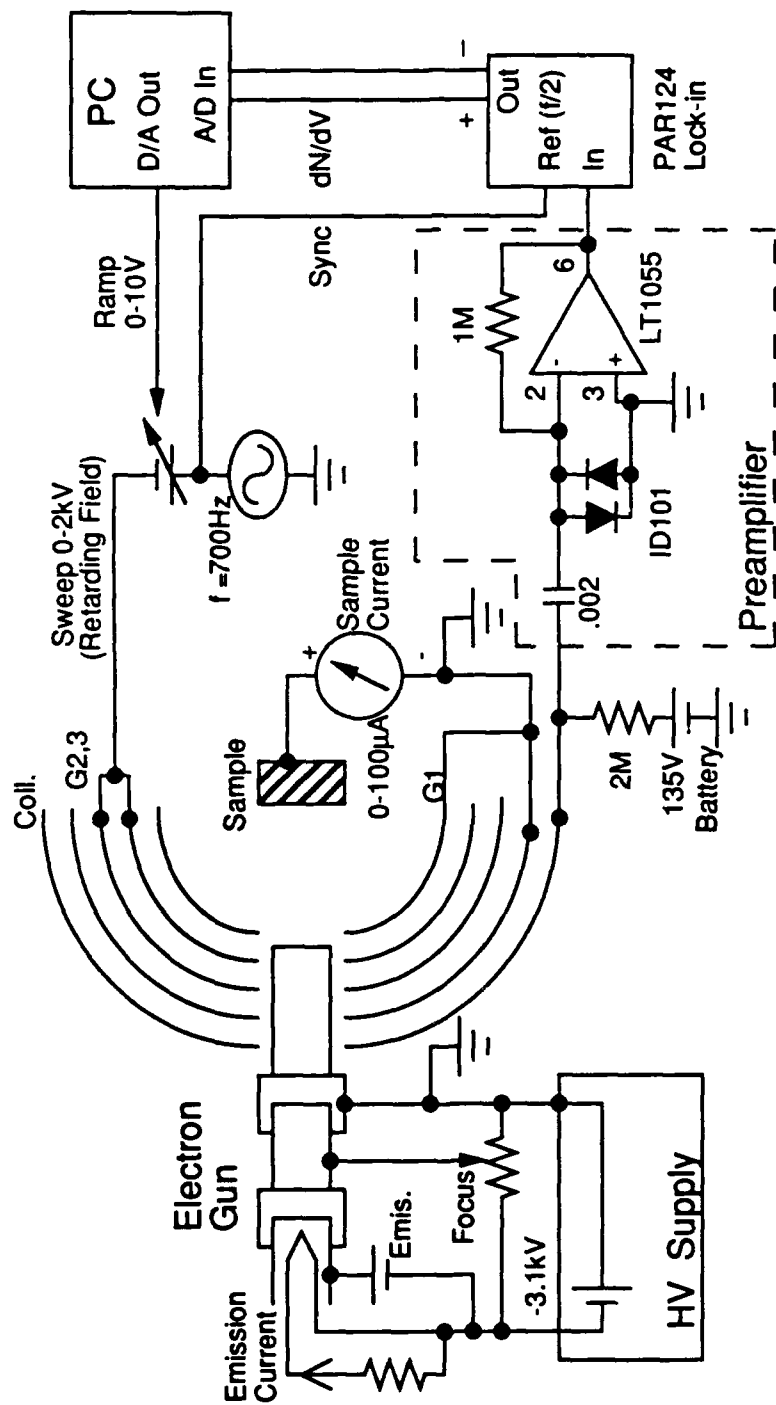 PC
D/A Out
A/D In
Ramp
0-10V
Sync
dN/dV
+
–
Out
Ref (f/2)
In
PAR124
Lock-in
Sweep 0-2kV
(Retarding Field)
f =700Hz
Coll.
G2,3
Sample
+
Sample
Current
-
0-100µA
G1
1M
2
-
6
3
+
LT1055
ID101
.002
Preamplifier
2M
135V
Battery
Electron
Gun
Emission
Current
Emis.
Focus
-3.1kV
HV Supply